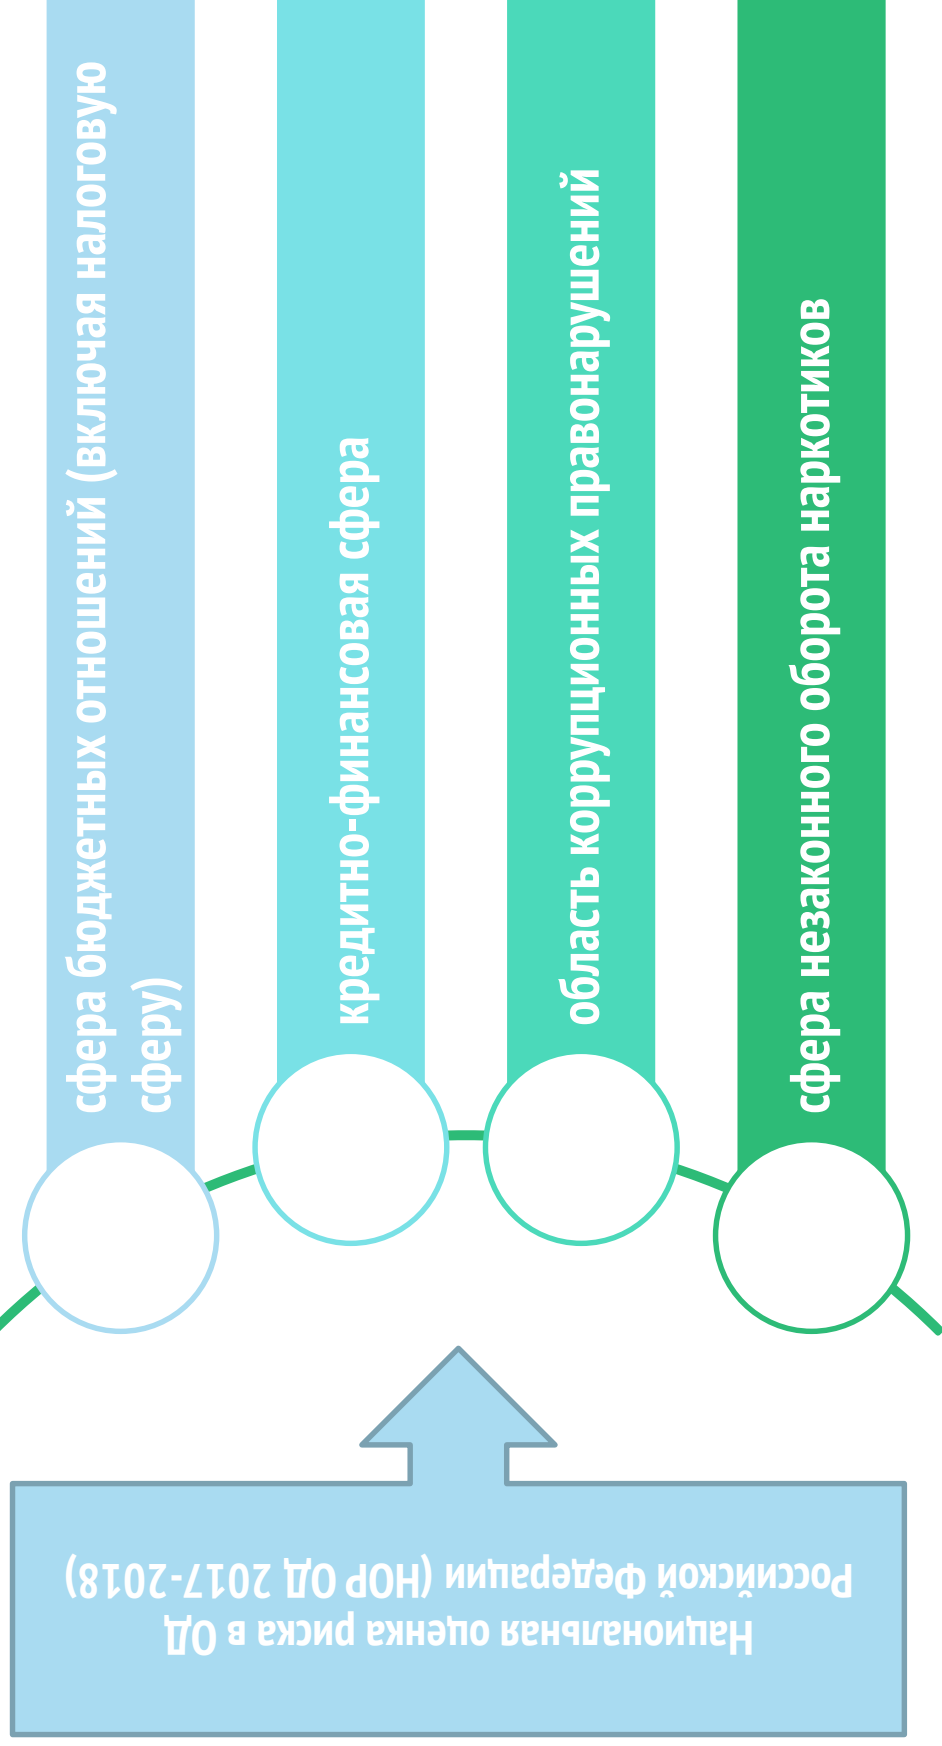 Национальная оценка риска в ОД
Российской Федерации (НОР ОД 2017-2018)
сфера бюджетных отношений (включая налоговую
сферу)
кредитно-финансовая сфера
область коррупционных правонарушений
сфера незаконного оборота наркотиков